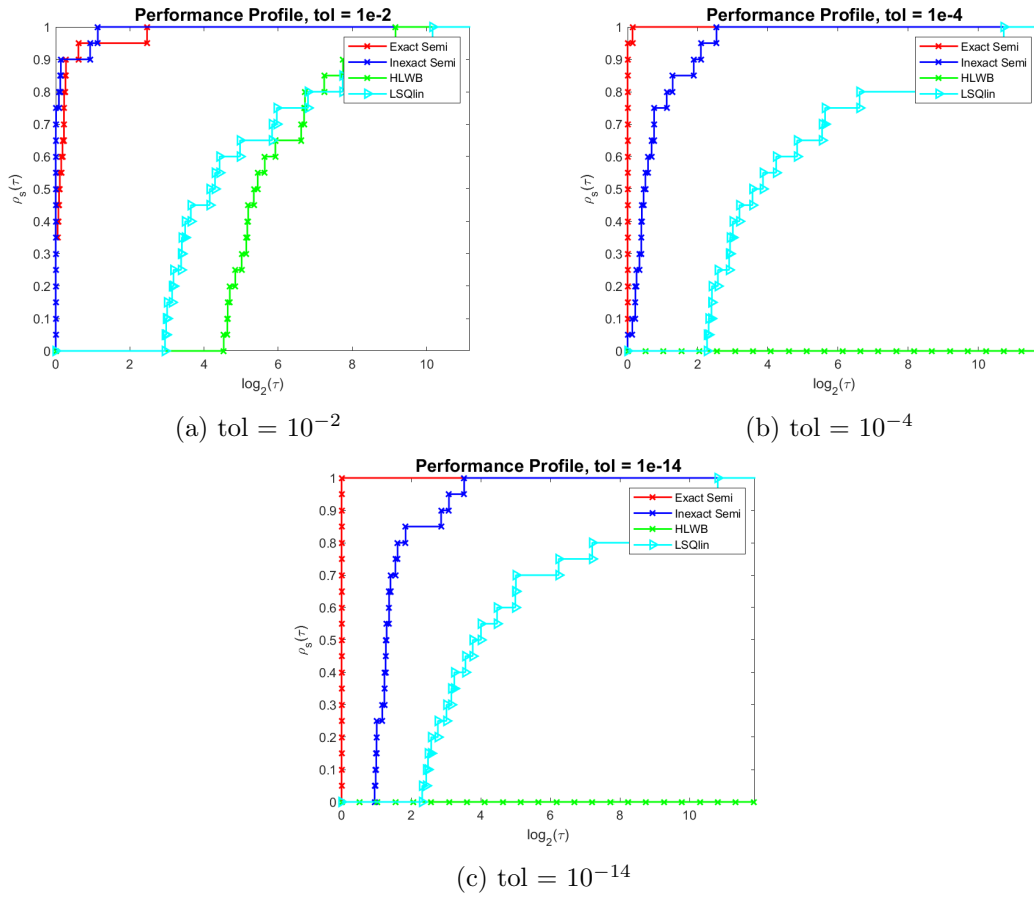 Performance Profile, tol = 1e-2
1
0.9
0.8
0.7
0.6
0.5
0.4
0.3
0.2
0.1
0
ρs(τ)
0 2 4 6 8 10
log2(τ)
Exact Semi
Inexact Semi
HLWB
LSQlin
(a) tol = 10−2
Performance Profile, tol = 1e-4
1
0.9
0.8
0.7
0.6
0.5
0.4
0.3
0.2
0.1
0
ρs(τ)
0 2 4 6 8 10
log2(τ)
Exact Semi
Inexact Semi
HLWB
LSQlin
(b) tol = 10−4
Performance Profile, tol = 1e-14
1
0.9
0.8
0.7
0.6
0.5
0.4
0.3
0.2
0.1
0
ρs(τ)
0 2 4 6 8 10
log2(τ)
Exact Semi
Inexact Semi
HLWB
LSQlin
(c) tol = 10−14